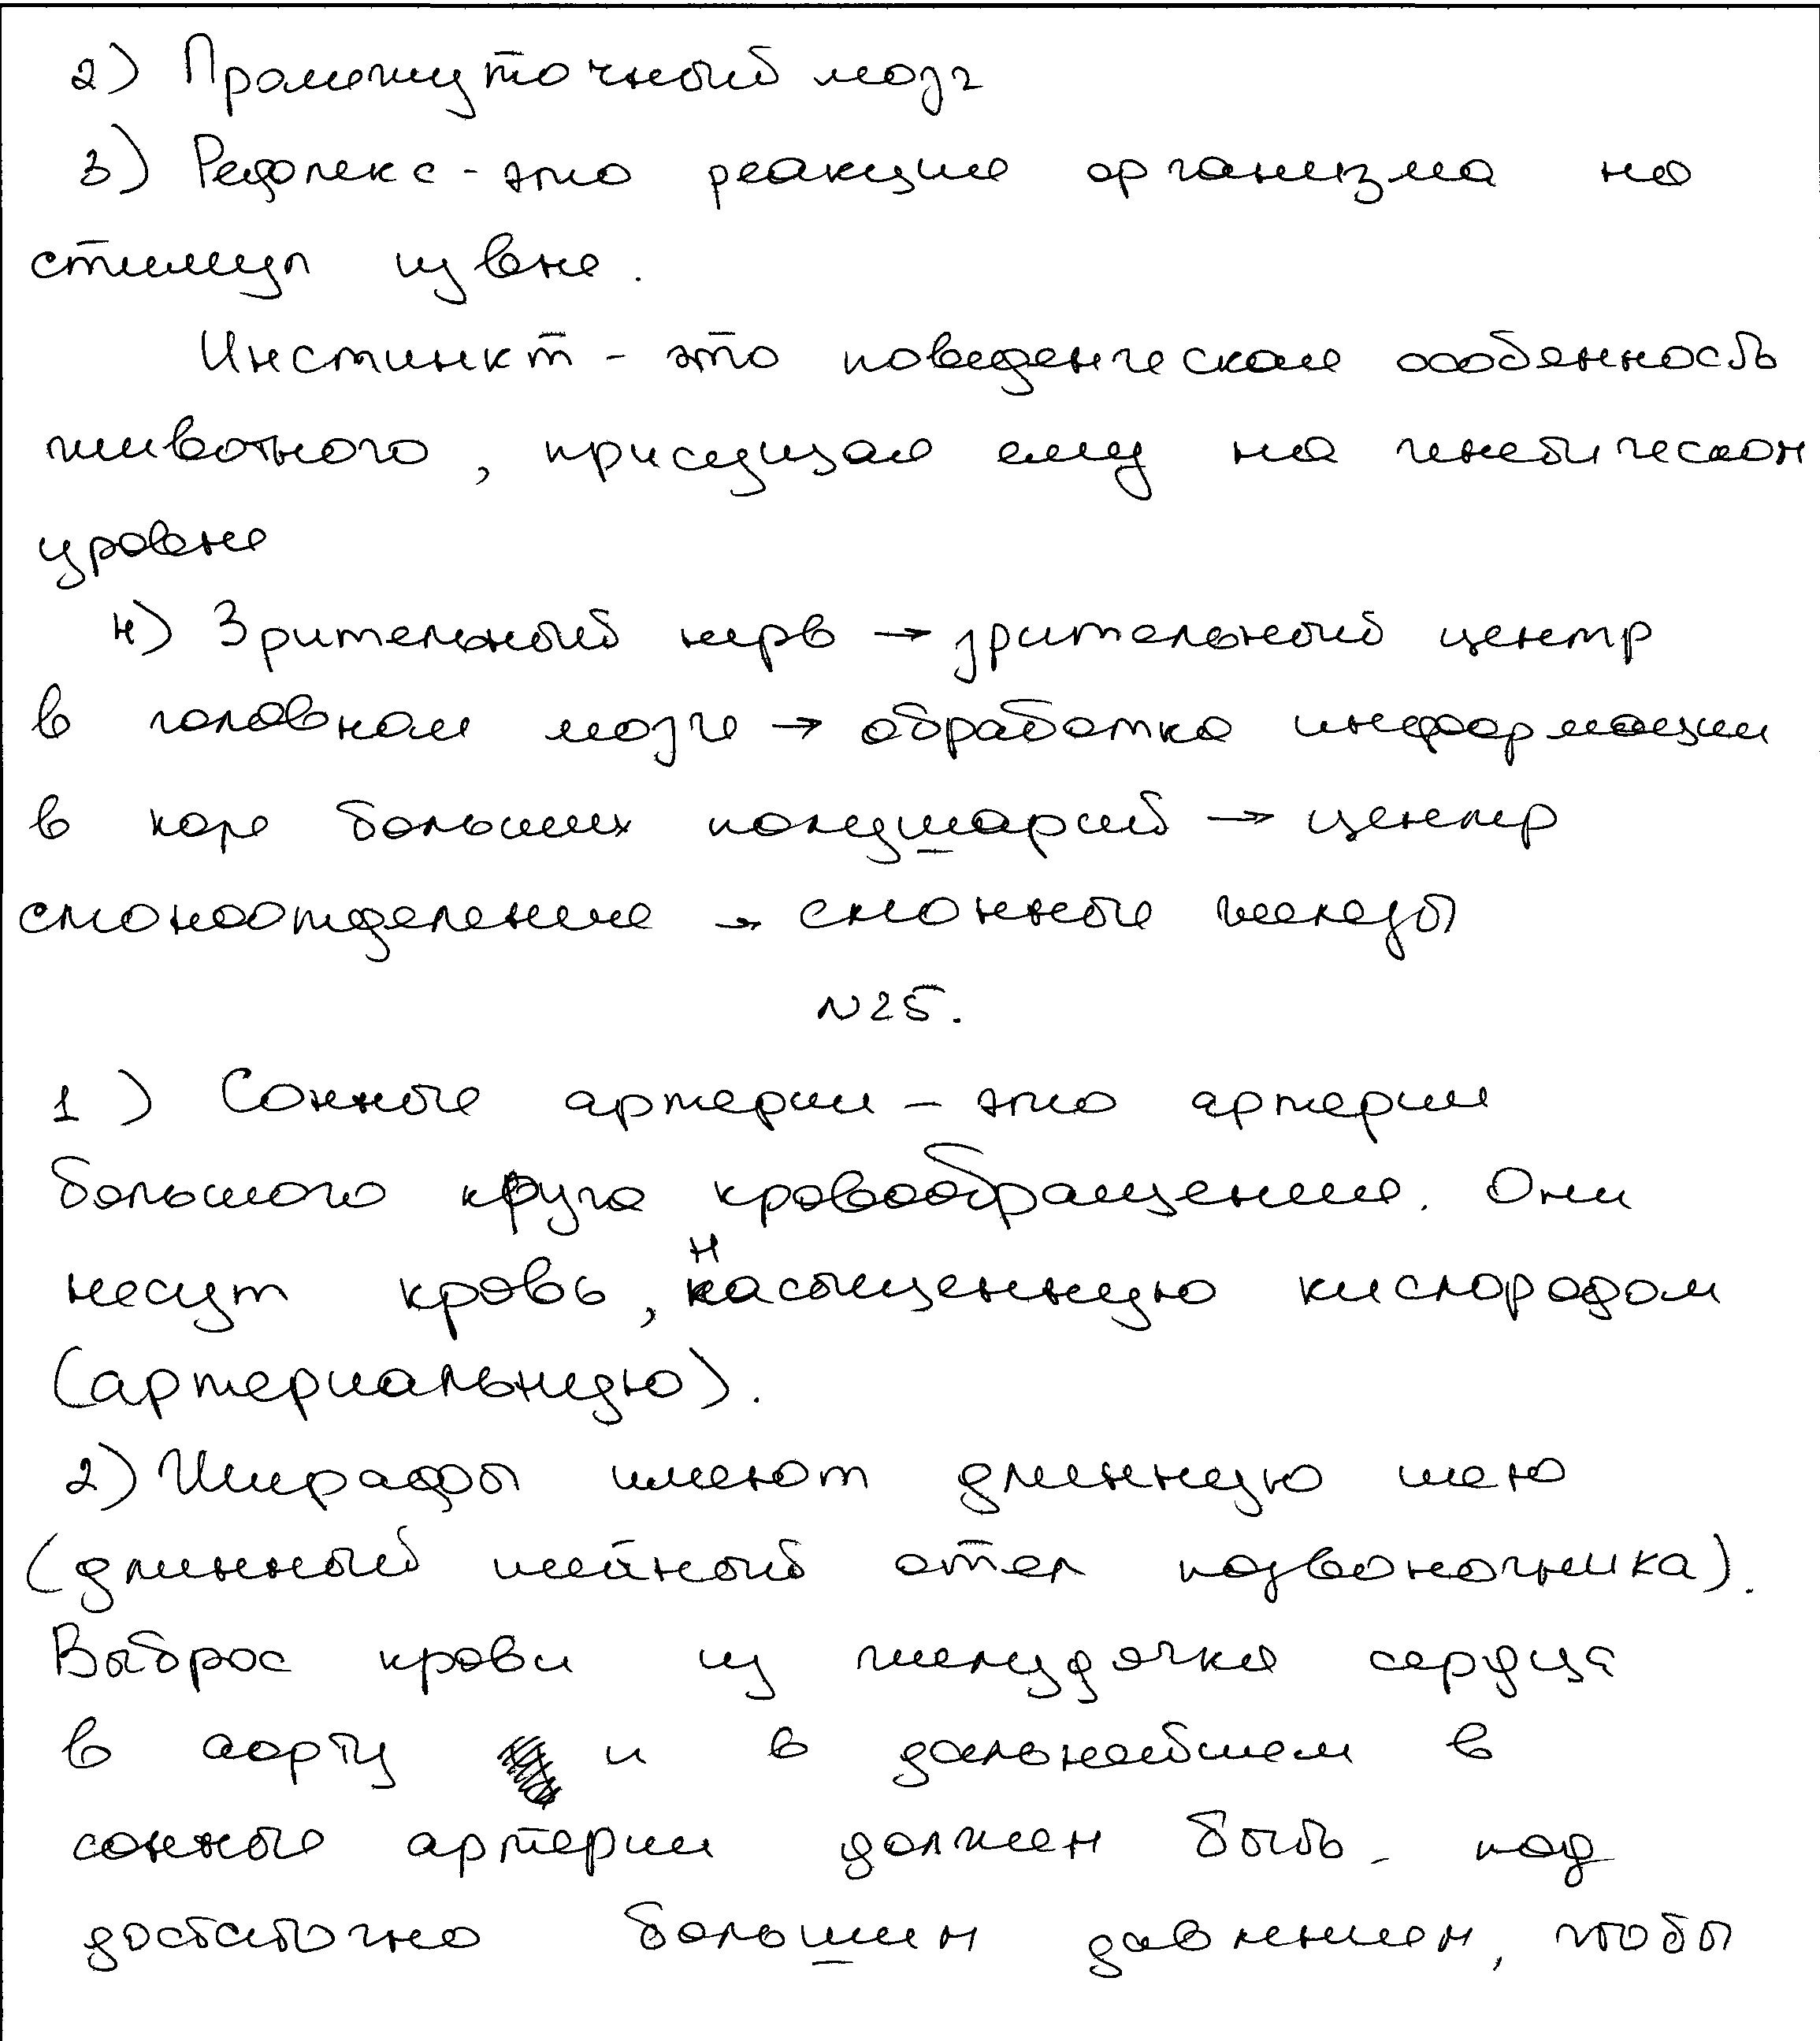 2) Промежуточный мозг
3) Рефлекс - это реакция организма на
стимул извне.
Инстинкт - это поведенческая особенность
животного, присущая ему на генетическом
уровне
4) Зрительный нерв → зрительный центр
в головном мозге → обработка информации
в коре больших полушарий → центр
слюноотделения → слюнные железы
N25.
1) Сонные артерии - это артерии
большого круга кровообращения. Они
несут кровь, насыщенную кислородом
(артериальную).
2) Жирафы имеют длинную шею
(длинный шейный отел позвоночника).
Выброс крови из желудочка сердца
в аорту и в дальнейшем в
сонные артерии должен быть под
достаточно большим давлением, чтобы